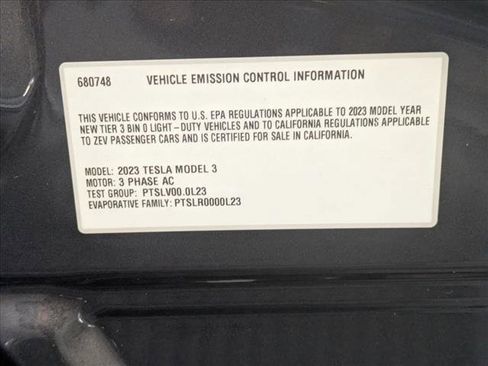 680748 VEHICLE EMISSION CONTROL INFORMATION
THIS VEHICLE CONFORMS TO U.S. EPA REGULATIONS APPLICABLE TO 2023 MODEL YEAR
NEW TIER 3 BIN 0 LIGHT-DUTY VEHICLES AND TO CALIFORNIA REGULATIONS APPLICABLE
TO ZEV PASSENGER CARS AND IS CERTIFIED FOR SALE IN CALIFORNIA.
MODEL: 2023 TESLA MODEL 3
MOTOR: 3 PHASE AC
TEST GROUP: PTSLV00.0L23
EVAPORATIVE FAMILY: PTSLR0000L23